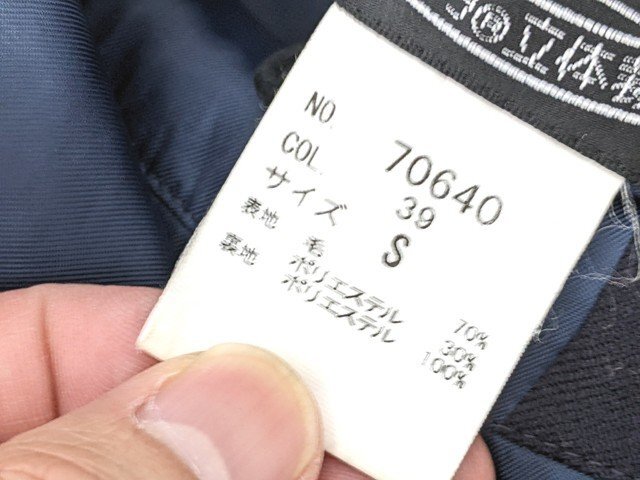 立体
NO. 70640
COL. 39
サイズ S
表地 毛 70%
ポリエステル 30%
裏地 ポリエステル 100%